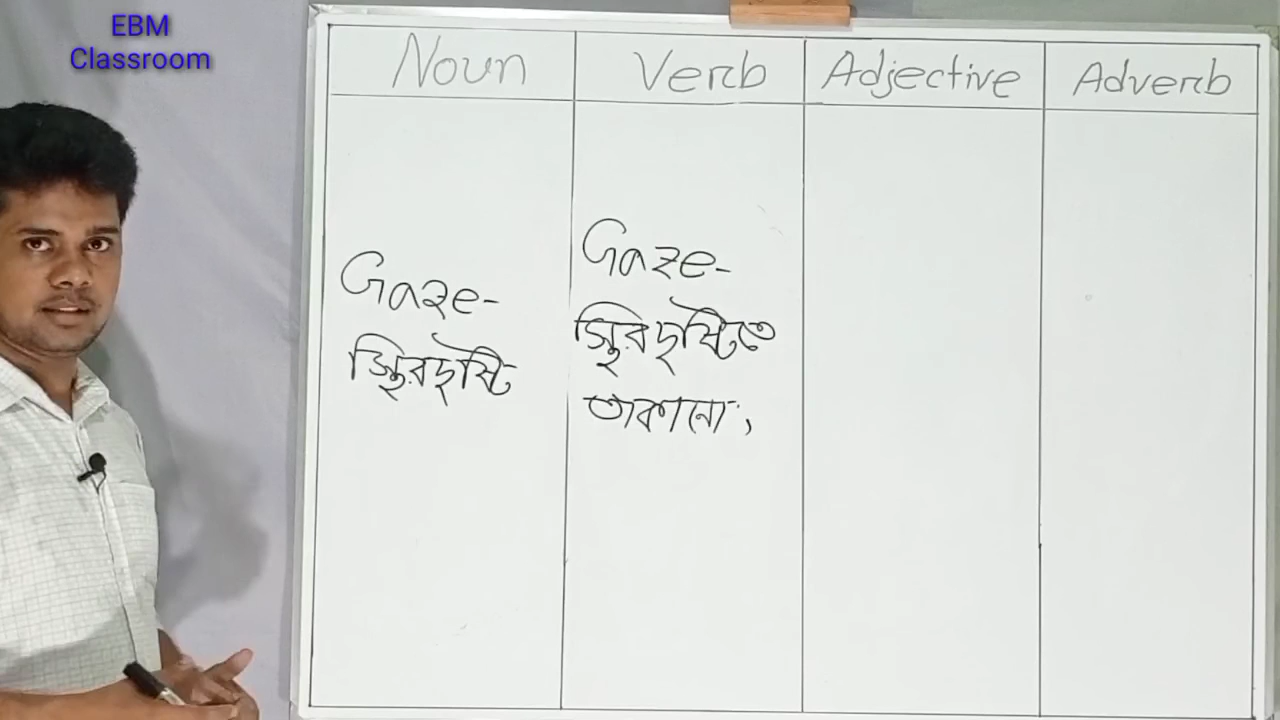 EBM
Classroom
Noun Verb Adjective Adverb
Gaze-
স্থিরদৃষ্টি
Gaze-
স্থিরদৃষ্টিতে
তাকানো,